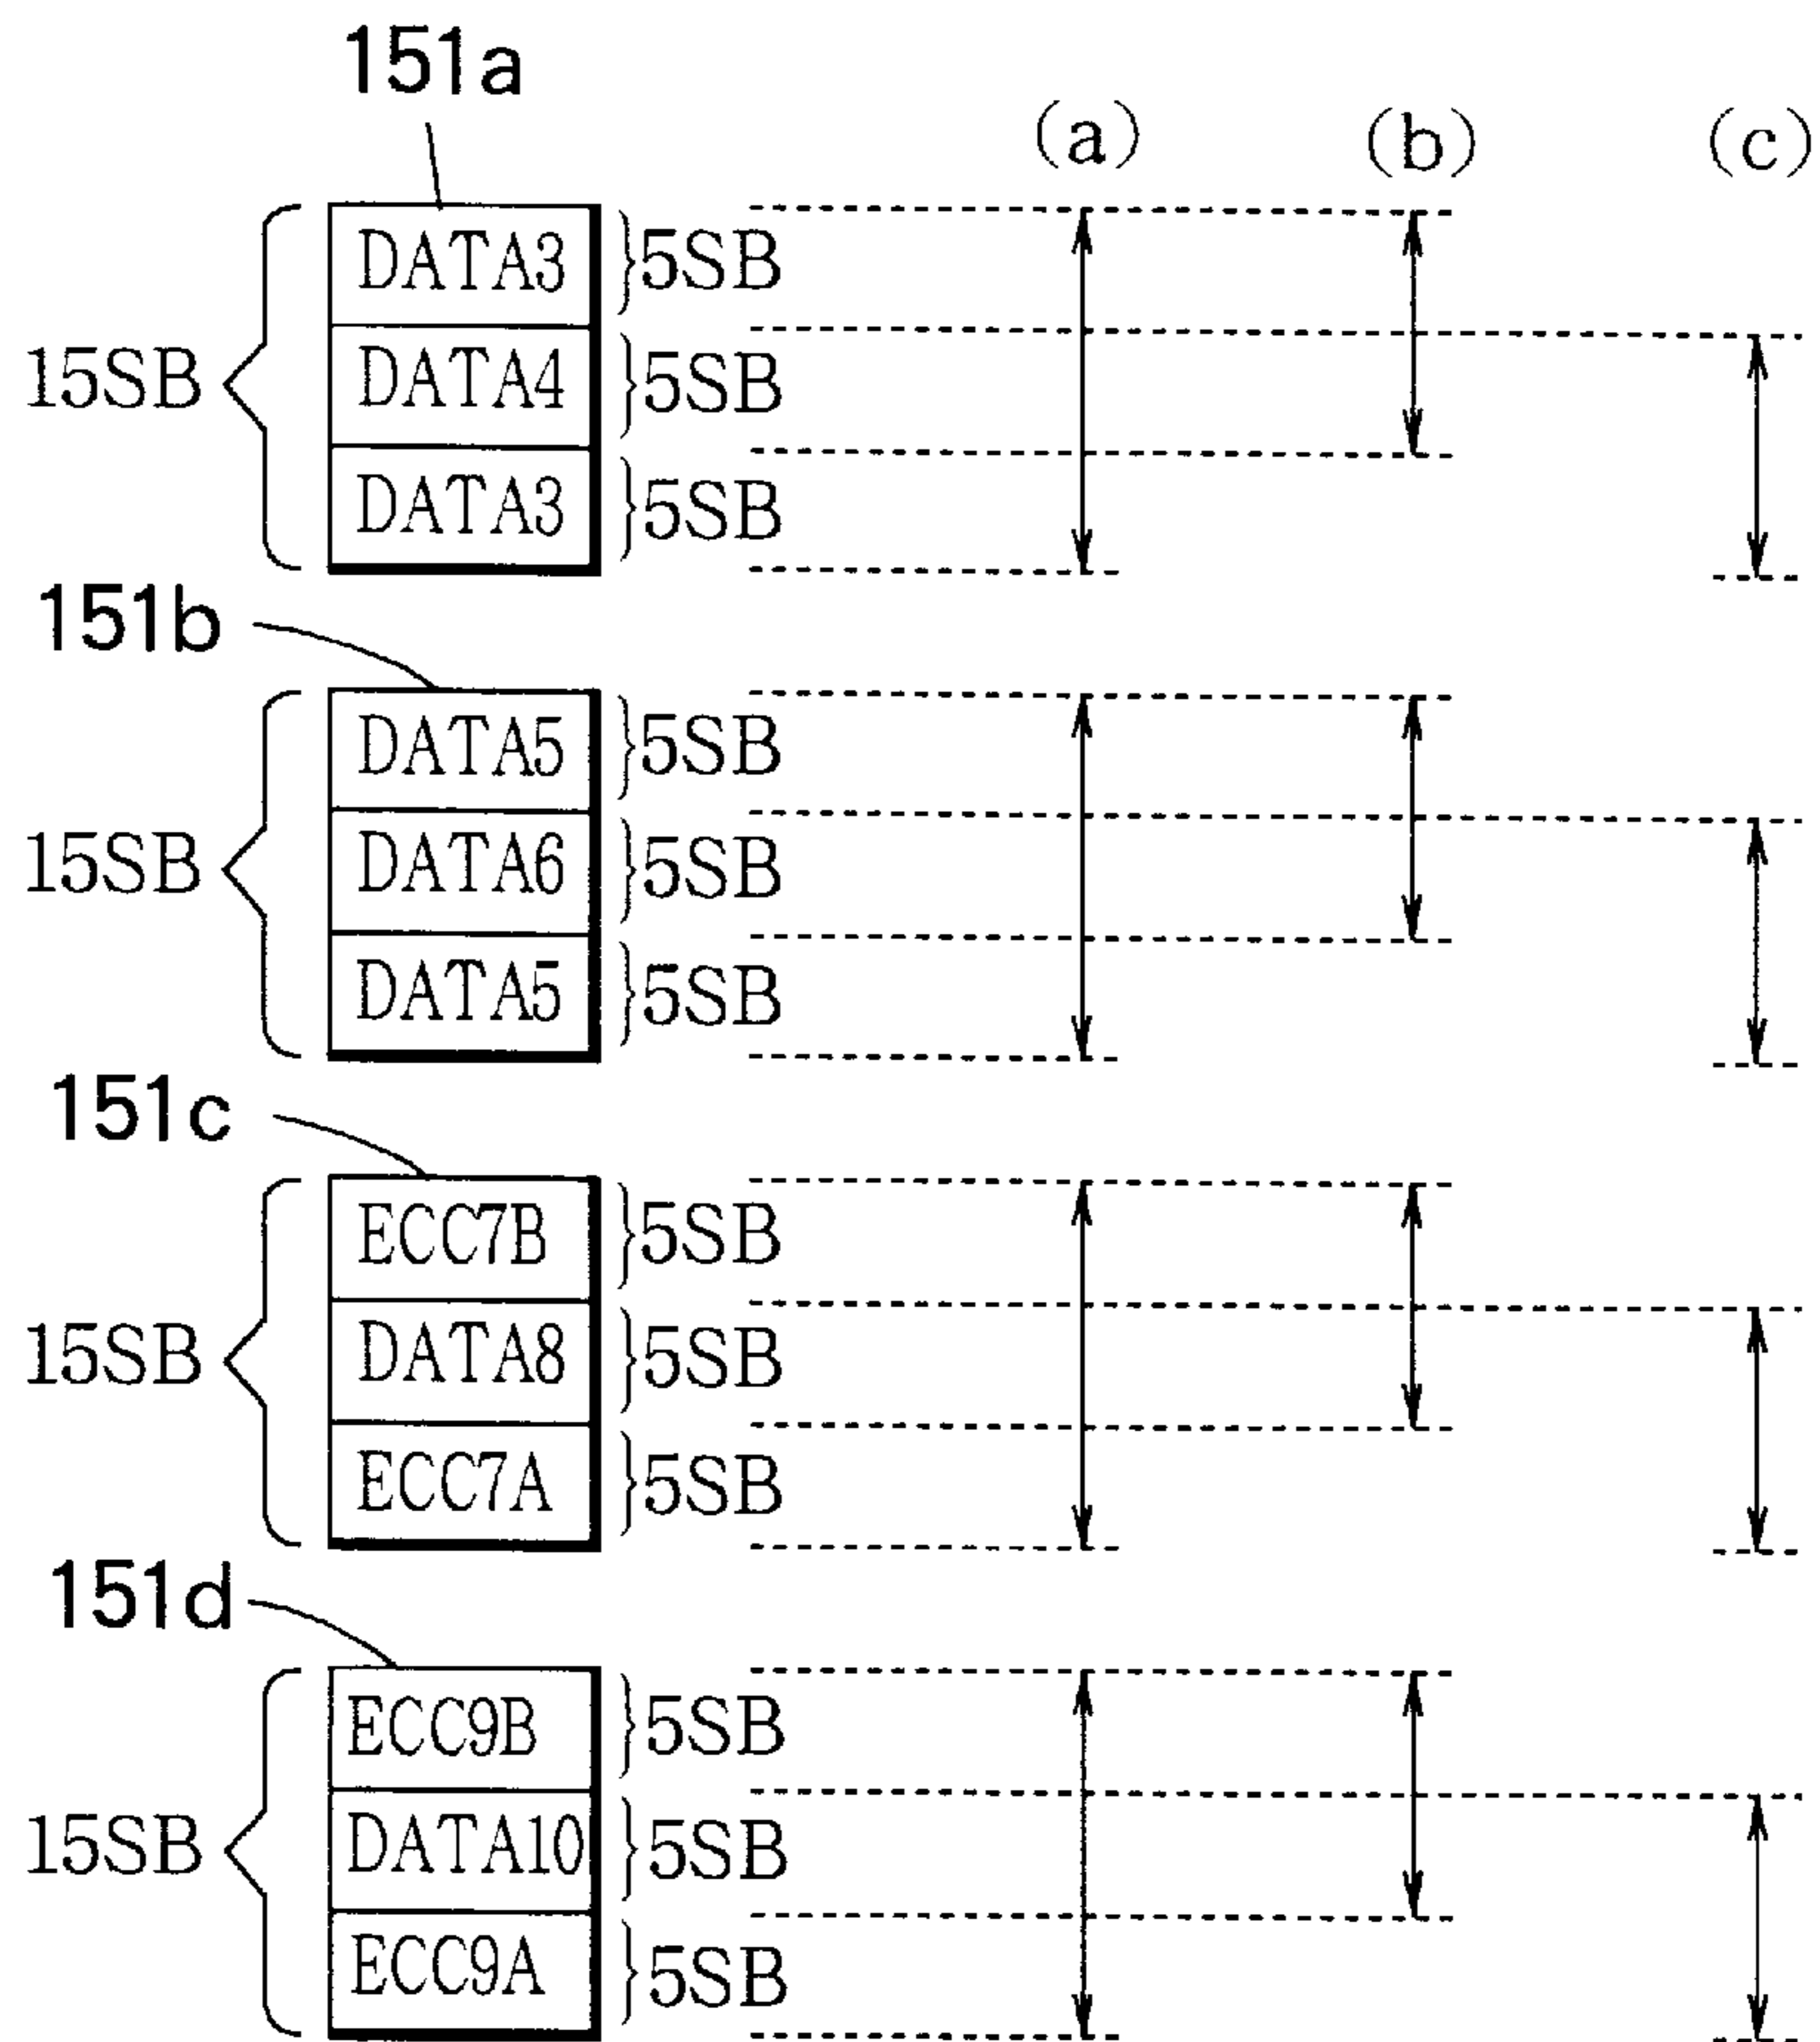 151a
(a) (b) (c)
DATA3 5SB
15SB DATA4 5SB
DATA3 5SB
151b
DATA5 5SB
15SB DATA6 5SB
DATA5 5SB
151c
ECC7B 5SB
15SB DATA8 5SB
ECC7A 5SB
151d
ECC9B 5SB
15SB DATA10 5SB
ECC9A 5SB